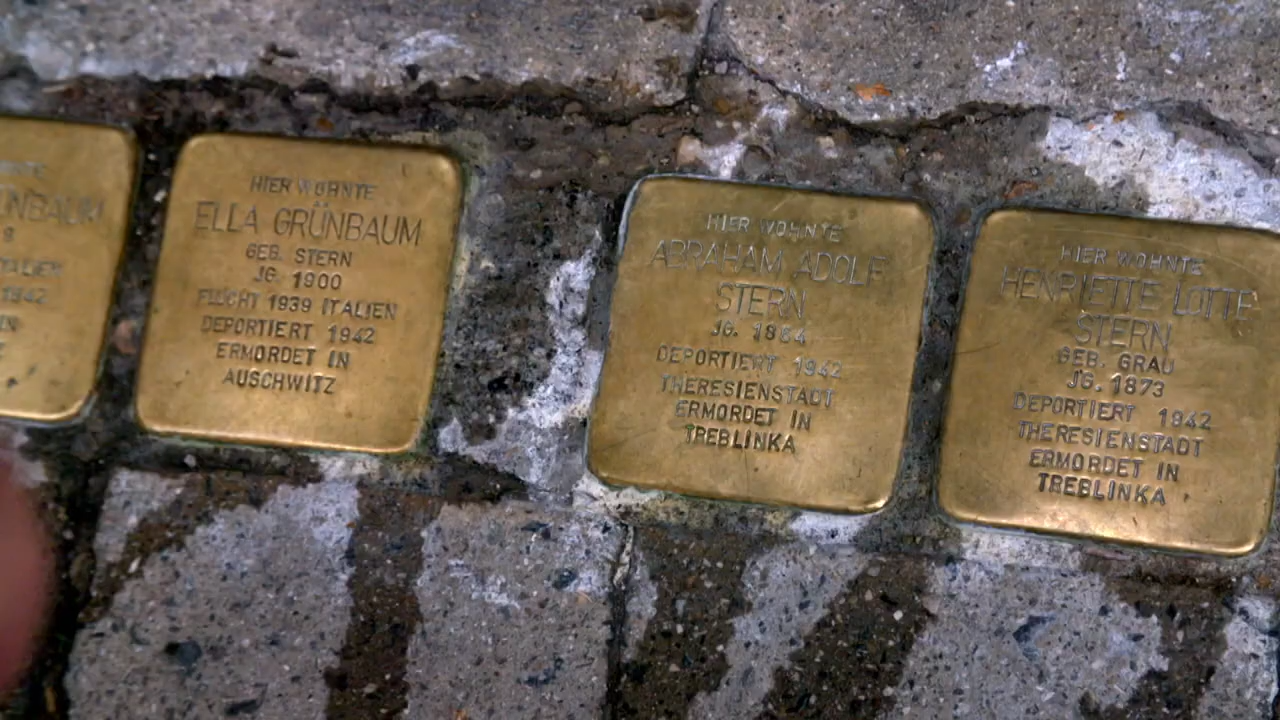 HIER WOHNTE
ELLA GRÜNBAUM
GEB. STERN
JG. 1900
FLUCHT 1939 ITALIEN
DEPORTIERT 1942
ERMORDET IN
AUSCHWITZ
HIER WOHNTE
ABRAHAM ADOLF
STERN
JG. 1864
DEPORTIERT 1942
THERESIENSTADT
ERMORDET IN
TREBLINKA
HIER WOHNTE
HENRIETTE LOTTE
STERN
GEB. GRAU
JG. 1873
DEPORTIERT 1942
THERESIENSTADT
ERMORDET IN
TREBLINKA